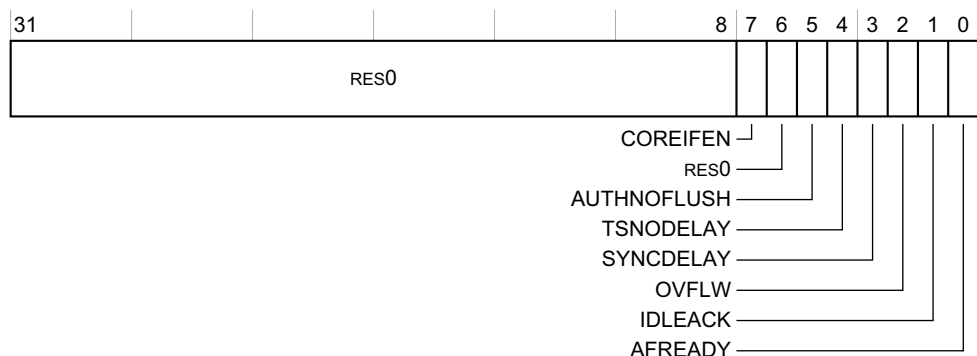 31 8 7 6 5 4 3 2 1 0
RES0
COREIFEN
RES0
AUTHNOFLUSH
TSNODELAY
SYNCDELAY
OVFLW
IDLEACK
AFREADY